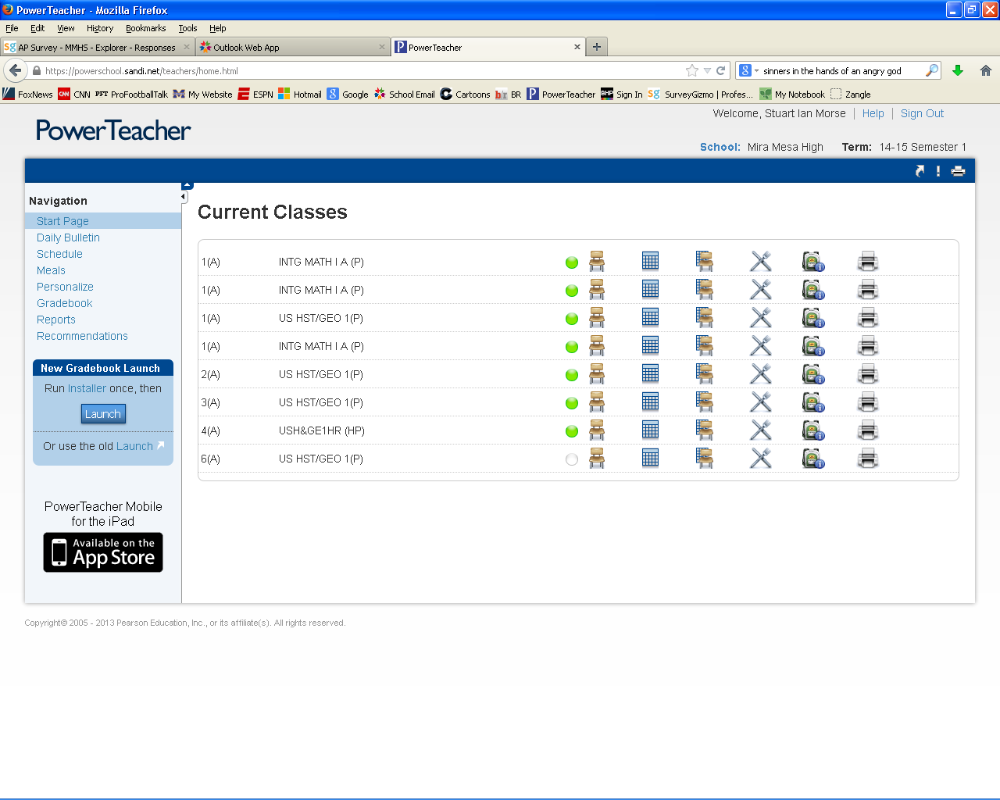 PowerTeacher - Mozilla Firefox
File Edit View History Bookmarks Tools Help
AP Survey - MMHS - Explorer - Responses
Outlook Web App
PowerTeacher
https://powerschool.sandi.net/teachers/home.html
sinners in the hands of an angry god
FoxNews CNN PFT ProFootballTalk My Website ESPN Hotmail Google School Email Cartoons BR PowerTeacher BHP Sign In SurveyGizmo | Profes... My Notebook Zangle
Welcome, Stuart Ian Morse | Help | Sign Out
PowerTeacher
School: Mira Mesa High Term: 14-15 Semester 1
Navigation
Start Page
Daily Bulletin
Schedule
Meals
Personalize
Gradebook
Reports
Recommendations
New Gradebook Launch
Run Installer once, then
Launch
Or use the old Launch
PowerTeacher Mobile
for the iPad
Available on the
App Store
Current Classes
1(A) INTG MATH I A (P)
1(A) INTG MATH I A (P)
1(A) US HST/GEO 1(P)
1(A) INTG MATH I A (P)
2(A) US HST/GEO 1(P)
3(A) US HST/GEO 1(P)
4(A) USH&GE1HR (HP)
6(A) US HST/GEO 1(P)
Copyright© 2005 - 2013 Pearson Education, Inc., or its affiliate(s). All rights reserved.